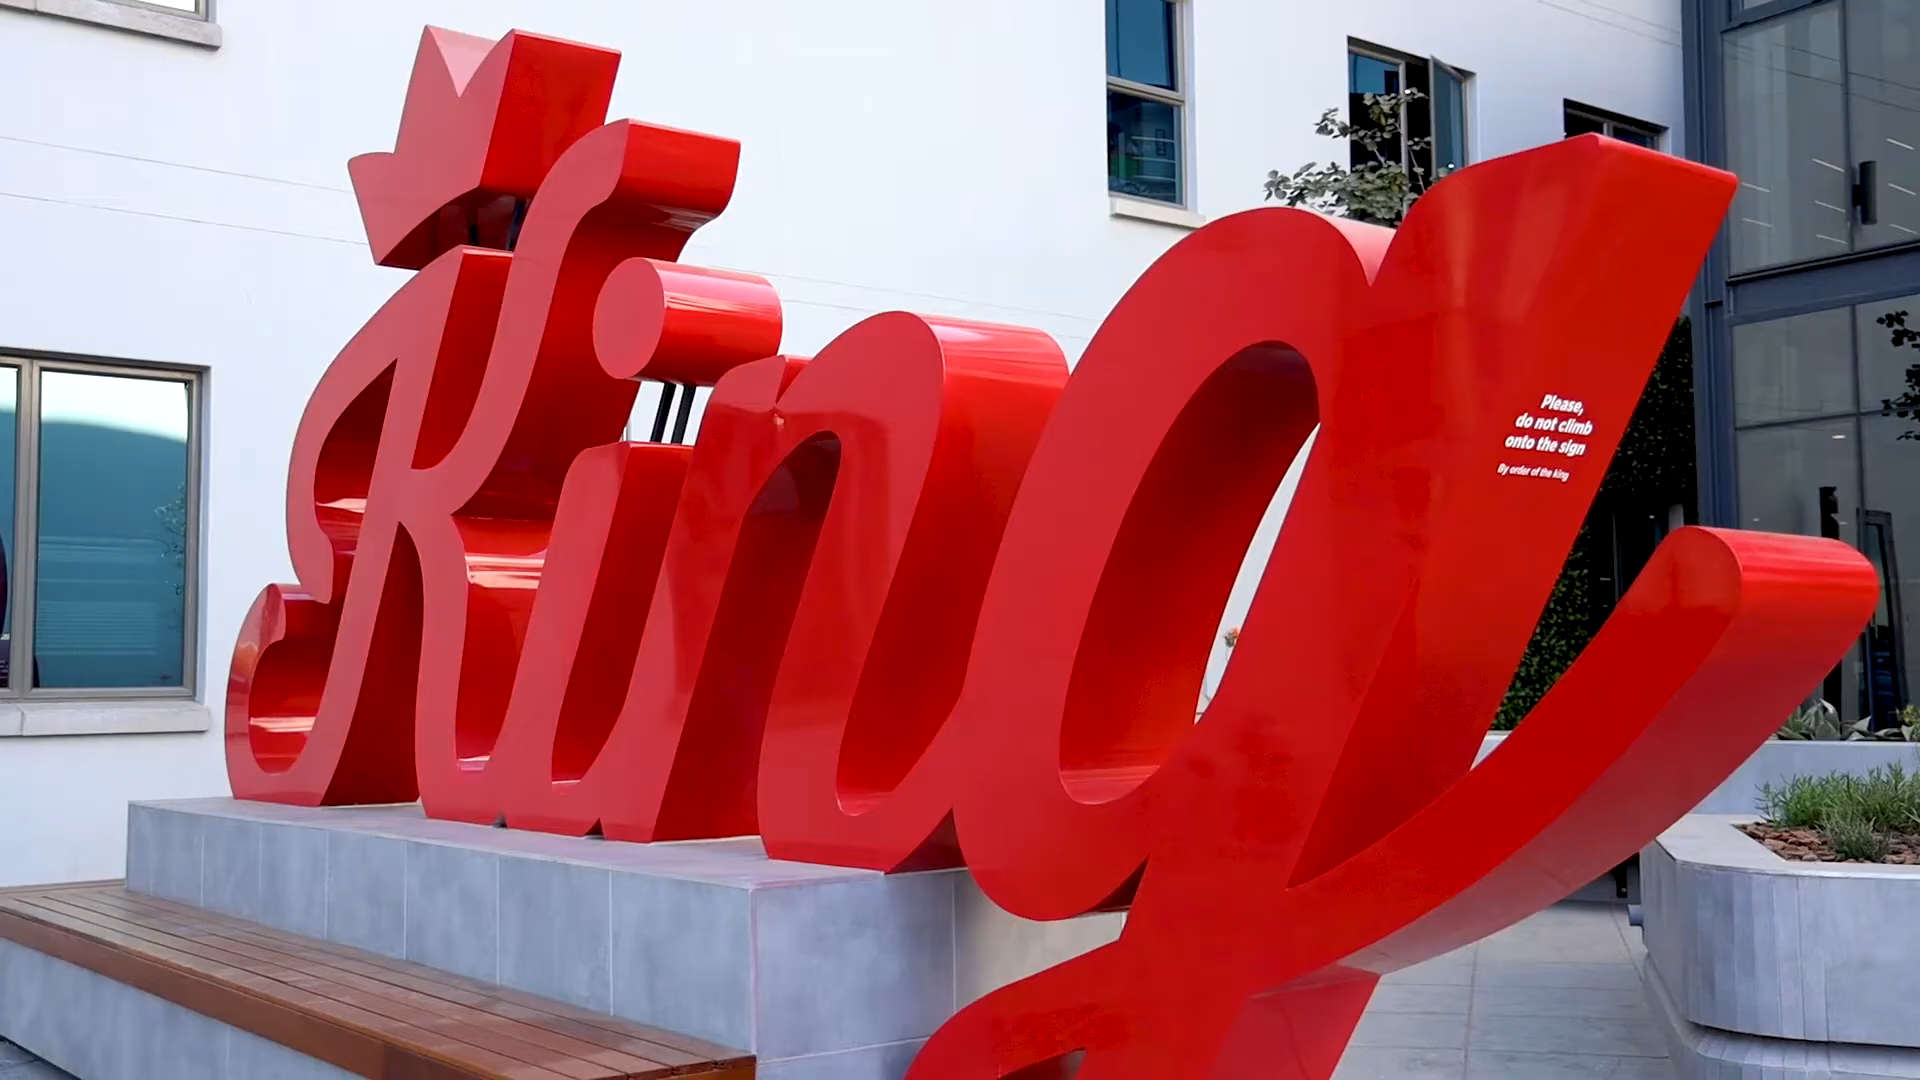 King
Please,
do not climb
onto the sign
By order of the king